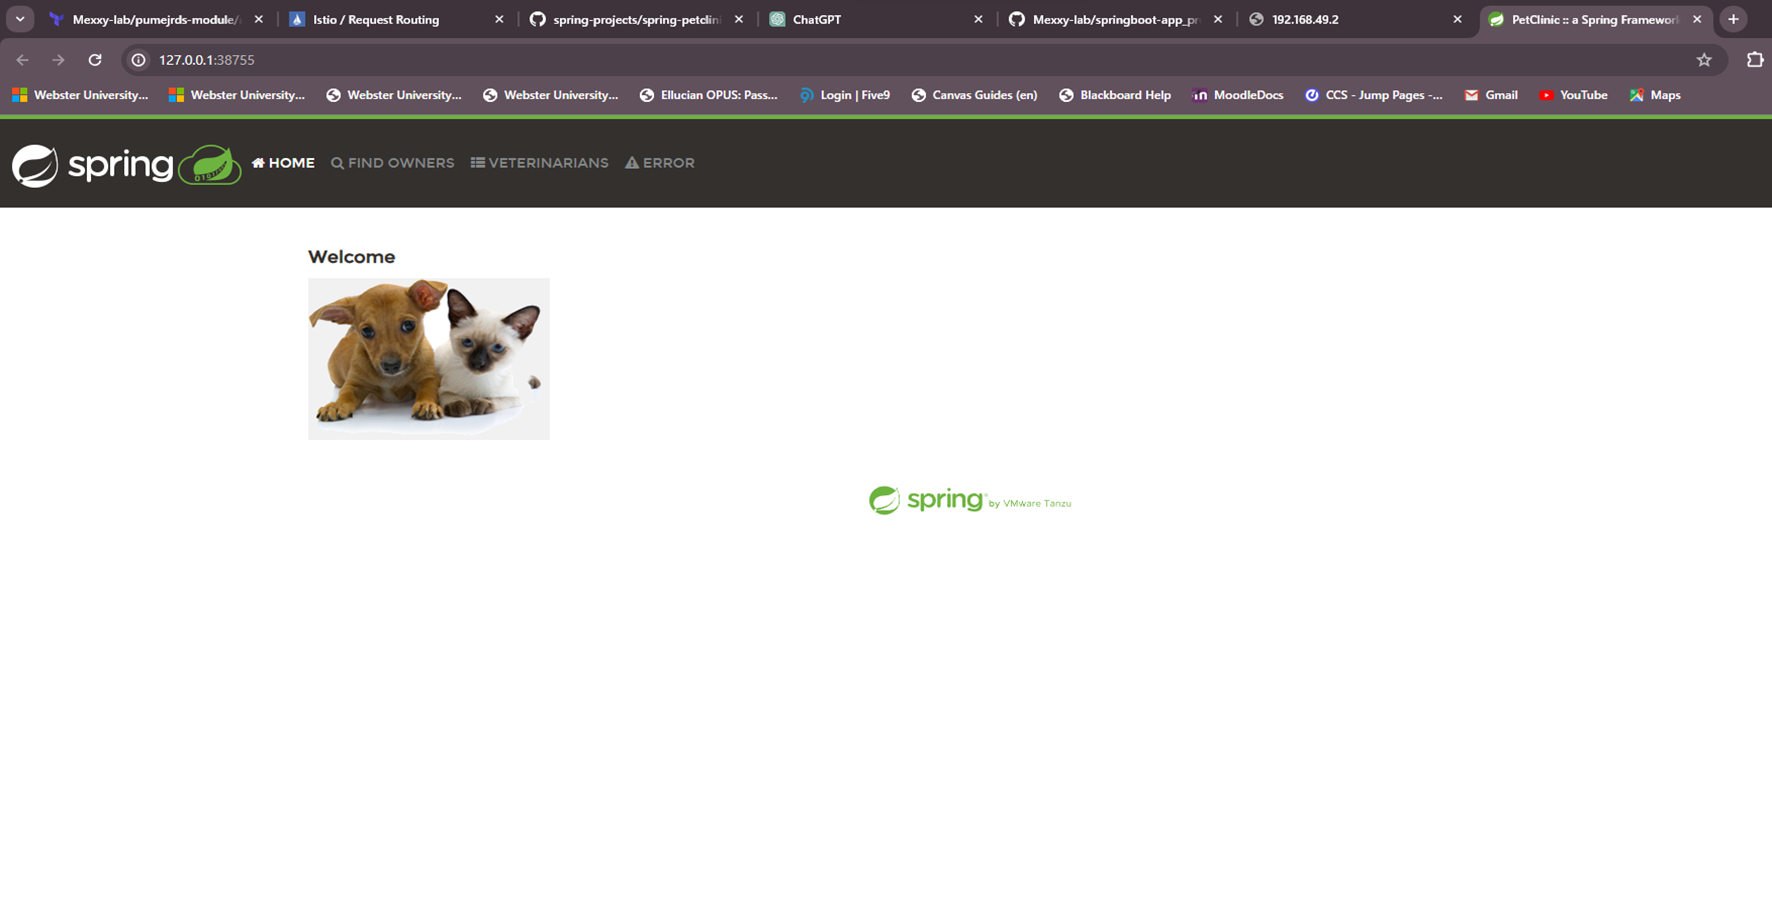 Mexxy-lab/pumejrds-module/
Istio / Request Routing
spring-projects/spring-petclini
ChatGPT
Mexxy-lab/springboot-app_pr
192.168.49.2
PetClinic :: a Spring Framework
127.0.0.1:38755
Webster University...
Webster University...
Webster University...
Webster University...
Ellucian OPUS: Pass...
Login | Five9
Canvas Guides (en)
Blackboard Help
MoodleDocs
CCS - Jump Pages -...
Gmail
YouTube
Maps
spring
HOME
FIND OWNERS
VETERINARIANS
ERROR
Welcome
spring by VMware Tanzu